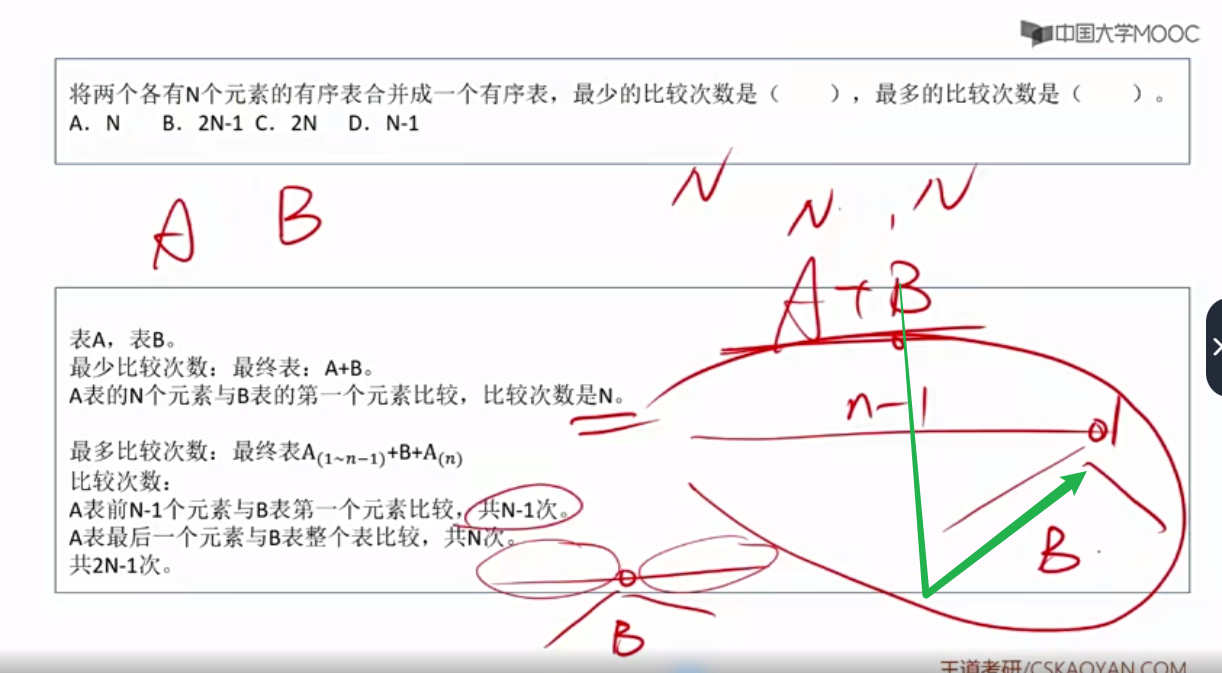 中国大学MOOC
将两个各有N个元素的有序表合并成一个有序表，最少的比较次数是（　　），最多的比较次数是（　　）。
A. N　B. 2N-1　C. 2N　D. N-1
N
N , N
A B
A+B
表A，表B。
最少比较次数：最终表：A+B。
A表的N个元素与B表的第一个元素比较，比较次数是N。
n-1
最多比较次数：最终表A(1~n−1)+B+A(n)
比较次数：
A表前N-1个元素与B表第一个元素比较，共N-1次。
A表最后一个元素与B表整个表比较，共N次。
共2N-1次。
B
B
王道考研/CSKAOYAN.COM